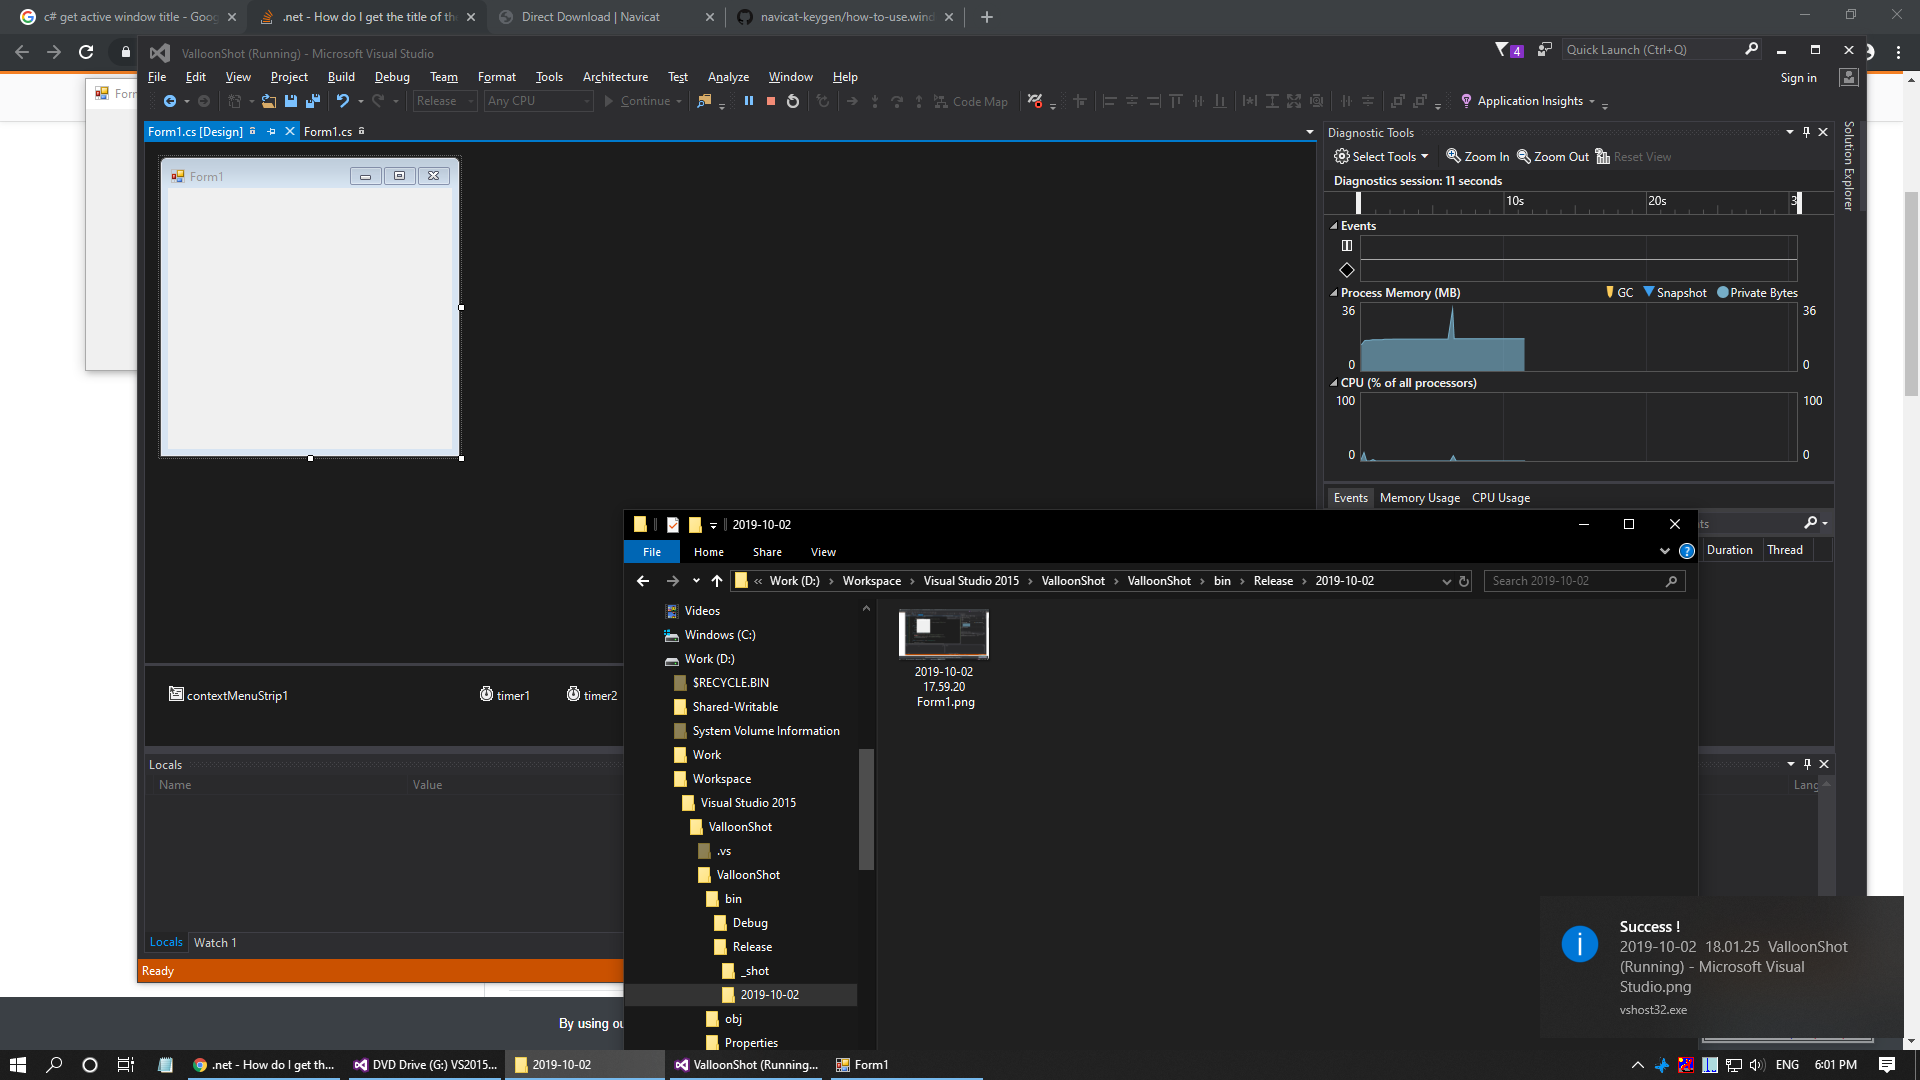 c# get active window title - Goog
.net - How do I get the title of the
Direct Download | Navicat
navicat-keygen/how-to-use.wind
ValloonShot (Running) - Microsoft Visual Studio
4
Quick Launch (Ctrl+Q)
File Edit View Project Build Debug Team Format Tools Architecture Test Analyze Window Help
Sign in
Release
Any CPU
Continue
Code Map
Application Insights
Form1.cs [Design]
Form1.cs
Form1
Diagnostic Tools
Select Tools
Zoom In
Zoom Out
Reset View
Diagnostics session: 11 seconds
10s
20s
3
Events
Process Memory (MB)
GC
Snapshot
Private Bytes
36
36
0
0
CPU (% of all processors)
100
100
0
0
Events Memory Usage CPU Usage
Duration
Thread
Solution Explorer
contextMenuStrip1
timer1
timer2
Locals
Name
Value
Lang
Locals
Watch 1
Ready
2019-10-02
File Home Share View
« Work (D:) › Workspace › Visual Studio 2015 › ValloonShot › ValloonShot › bin › Release › 2019-10-02
Search 2019-10-02
Videos
Windows (C:)
Work (D:)
$RECYCLE.BIN
Shared-Writable
System Volume Information
Work
Workspace
Visual Studio 2015
ValloonShot
.vs
ValloonShot
bin
Debug
Release
_shot
2019-10-02
obj
Properties
2019-10-02
17.59.20
Form1.png
Success !
2019-10-02 18.01.25 ValloonShot
(Running) - Microsoft Visual
Studio.png
vshost32.exe
By using ou
.net - How do I get th...
DVD Drive (G:) VS2015...
2019-10-02
ValloonShot (Running...
Form1
ENG
6:01 PM